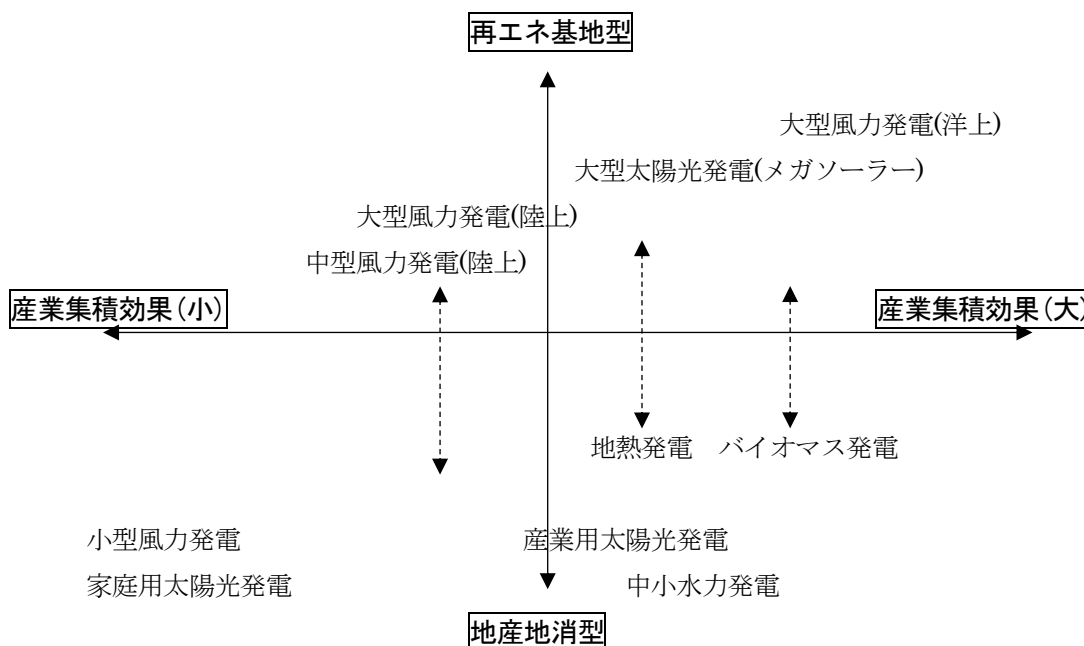 再エネ基地型
大型風力発電(洋上)
大型太陽光発電(メガソーラー)
大型風力発電(陸上)
中型風力発電(陸上)
産業集積効果(小)
産業集積効果(大)
地熱発電 バイオマス発電
小型風力発電
産業用太陽光発電
家庭用太陽光発電
中小水力発電
地産地消型